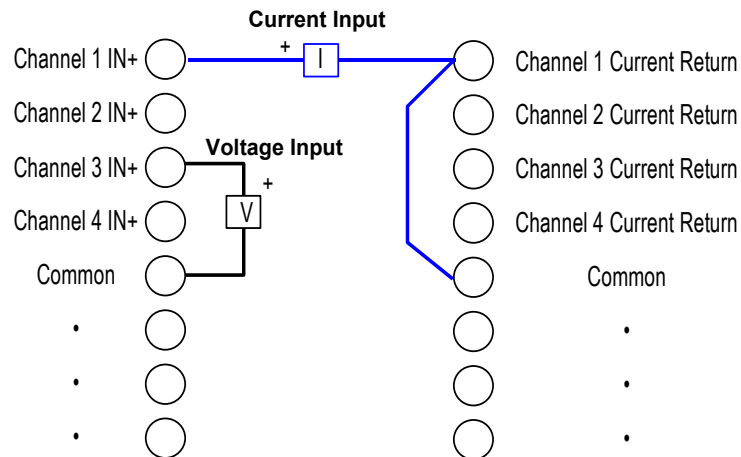 Current Input
Channel 1 IN+
+
I
Channel 1 Current Return
Channel 2 IN+
Channel 2 Current Return
Voltage Input
Channel 3 IN+
+
Channel 3 Current Return
V
Channel 4 IN+
Channel 4 Current Return
Common
Common